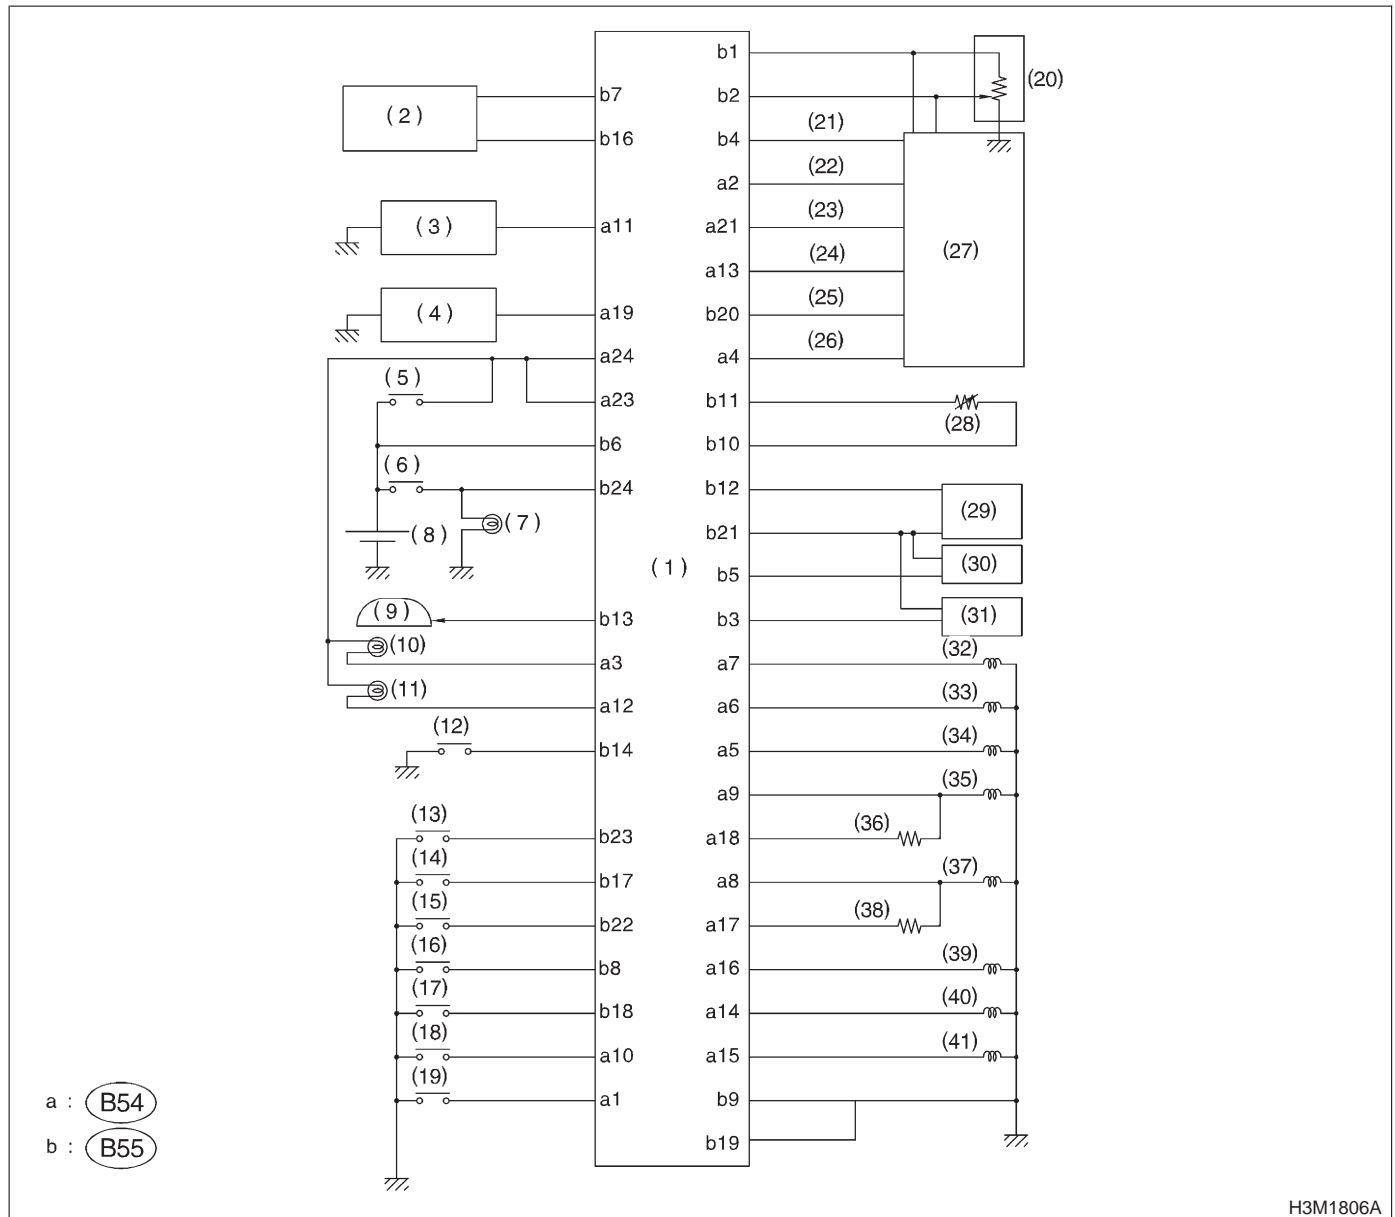 b1
(20)
b7
b2
( 2 )
(21)
b16
b4
(22)
a2
( 3 )
a11
(23)
a21
(27)
(24)
a13
( 4 )
a19
(25)
b20
(26)
a24
a4
( 5 )
a23
b11
(28)
b6
b10
( 6 )
b24
b12
(29)
( 7 )
( 8 )
b21
(30)
( 1 )
b5
( 9 )
b13
b3
(31)
(10)
(32)
a3
a7
(11)
(33)
a12
a6
(12)
(34)
b14
a5
(35)
a9
(13)
(36)
b23
a18
(14)
(37)
b17
a8
(15)
(38)
b22
a17
(16)
(39)
b8
a16
(17)
(40)
b18
a14
(18)
(41)
a10
a15
(19)
a1
b9
a : B54
b19
b : B55
H3M1806A